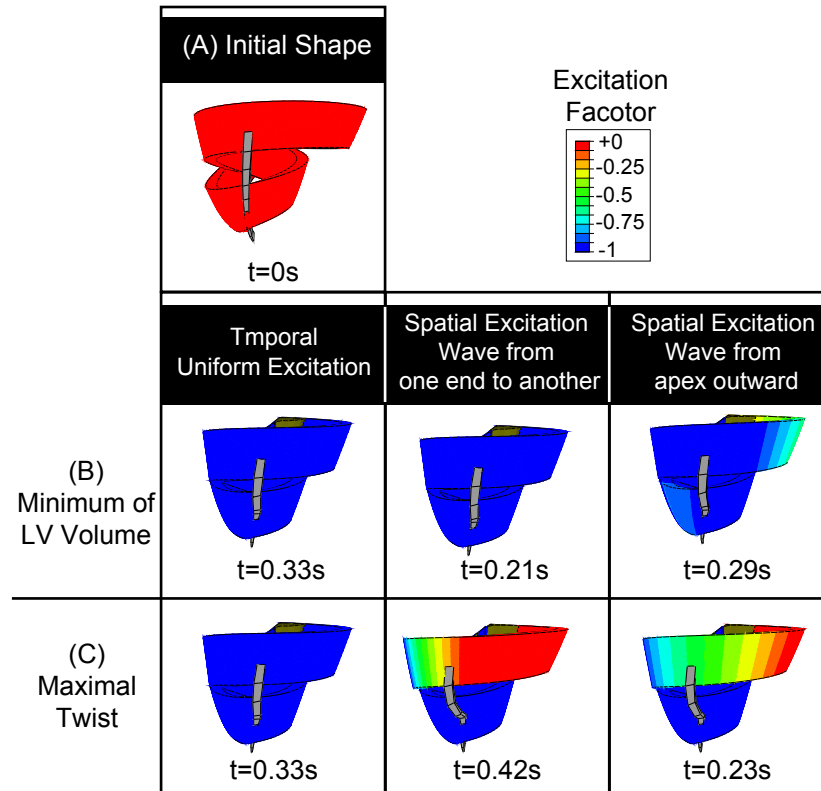 (A) Initial Shape
t=0s
Excitation
Facotor
+0
-0.25
-0.5
-0.75
-1
Tmporal
Uniform Excitation
Spatial Excitation
Wave from
one end to another
Spatial Excitation
Wave from
apex outward
(B)
Minimum of
LV Volume
t=0.33s
t=0.21s
t=0.29s
(C)
Maximal
Twist
t=0.33s
t=0.42s
t=0.23s